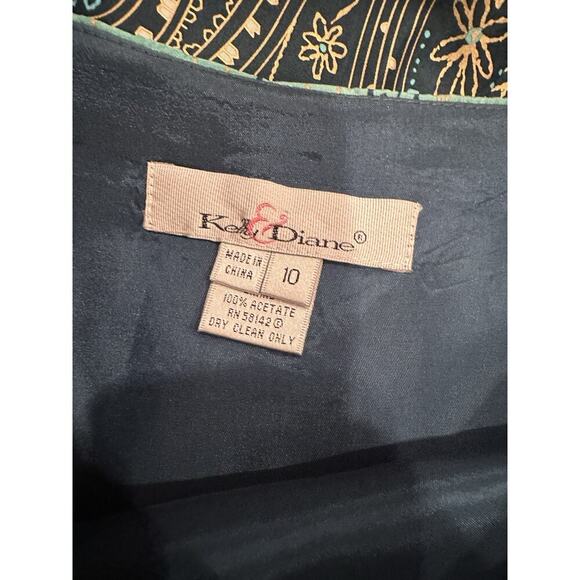 Kelly & Diane®
MADE IN
CHINA
10
100% ACETATE
RN 58142 ©
DRY CLEAN ONLY